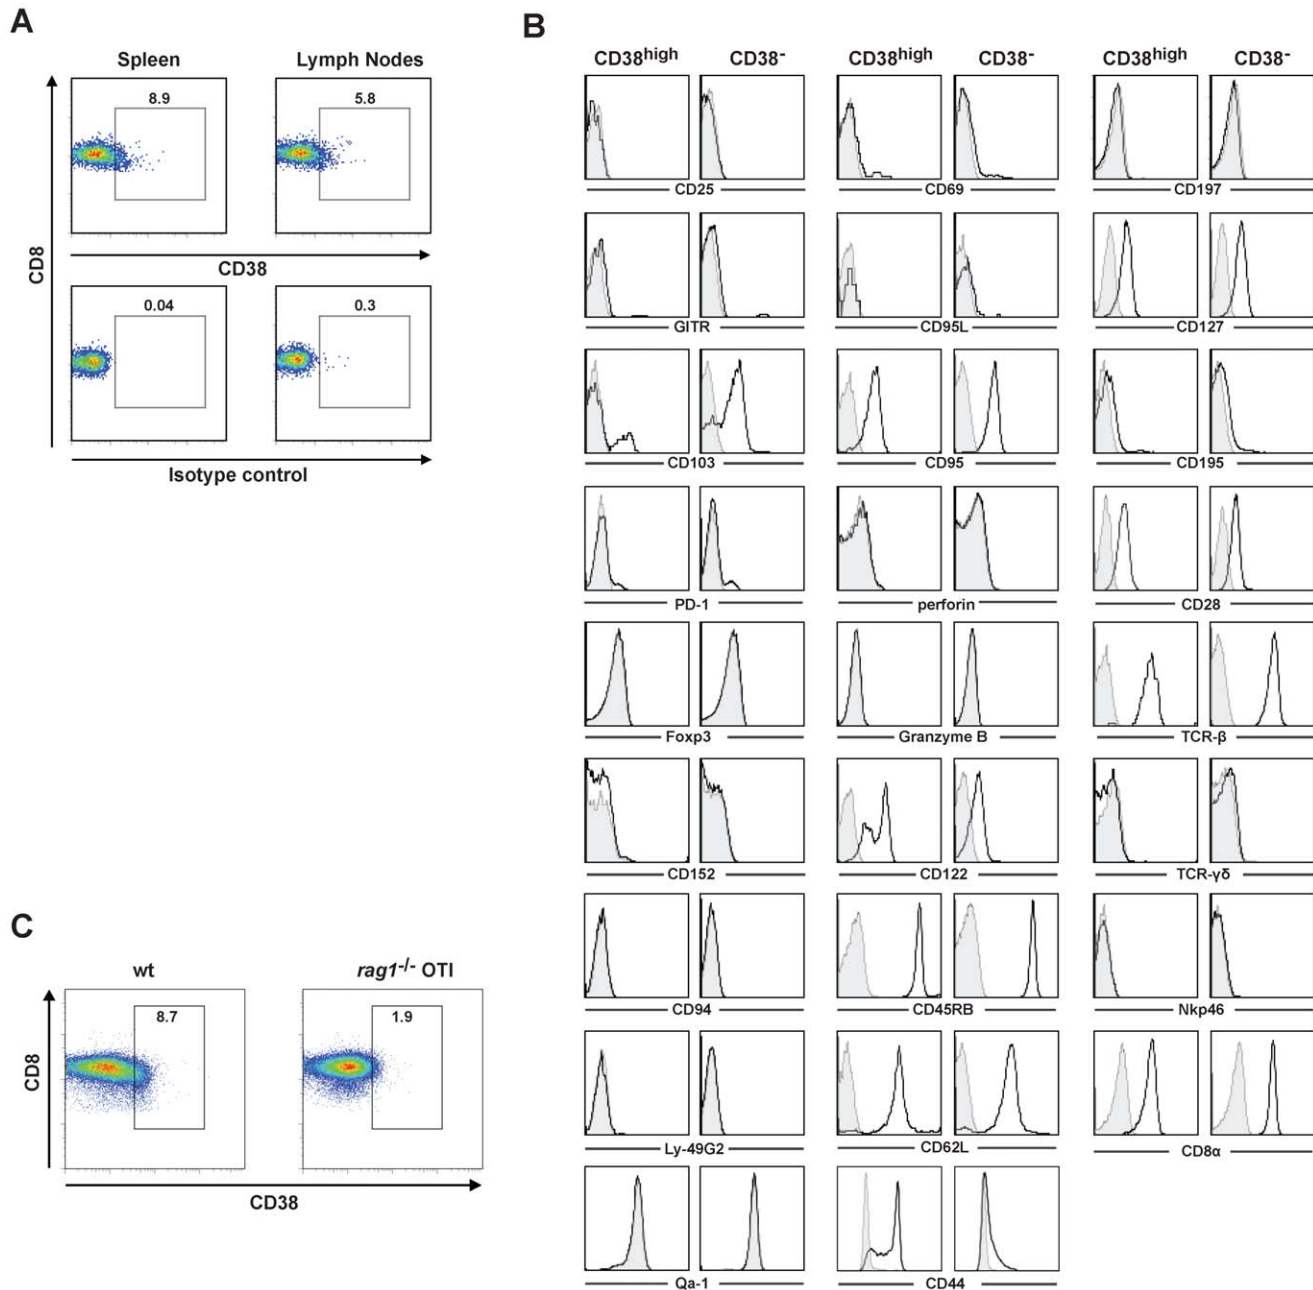 A
Spleen
Lymph Nodes
8.9
5.8
CD8
CD38
0.04
0.3
Isotype control
B
CD38high CD38- CD38high CD38- CD38high CD38-
CD25 CD69 CD197
GITR CD95L CD127
CD103 CD95 CD195
PD-1 perforin CD28
Foxp3 Granzyme B TCR-β
CD152 CD122 TCR-γδ
CD94 CD45RB Nkp46
Ly-49G2 CD62L CD8α
Qa-1 CD44
C
wt
rag1-/- OTI
8.7
1.9
CD8
CD38